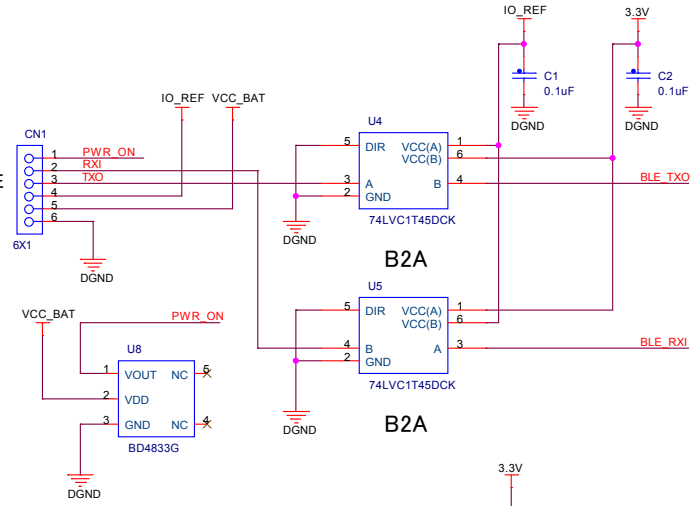 IO_REF
3.3V
C1
0.1uF
DGND
C2
0.1uF
DGND
IO_REF
VCC_BAT
CN1
1
PWR_ON
2
RXI
3
TXO
4
5
6
6X1
DGND
E
U4
5
DIR
VCC(A)
1
VCC(B)
6
3
A
B
4
BLE_TXO
2
GND
74LVC1T45DCK
DGND
B2A
U5
5
DIR
VCC(A)
1
VCC(B)
6
4
B
A
3
BLE_RXI
2
GND
74LVC1T45DCK
DGND
B2A
VCC_BAT
PWR_ON
U8
1
VOUT
NC
5
2
VDD
3
GND
NC
4
BD4833G
DGND
3.3V